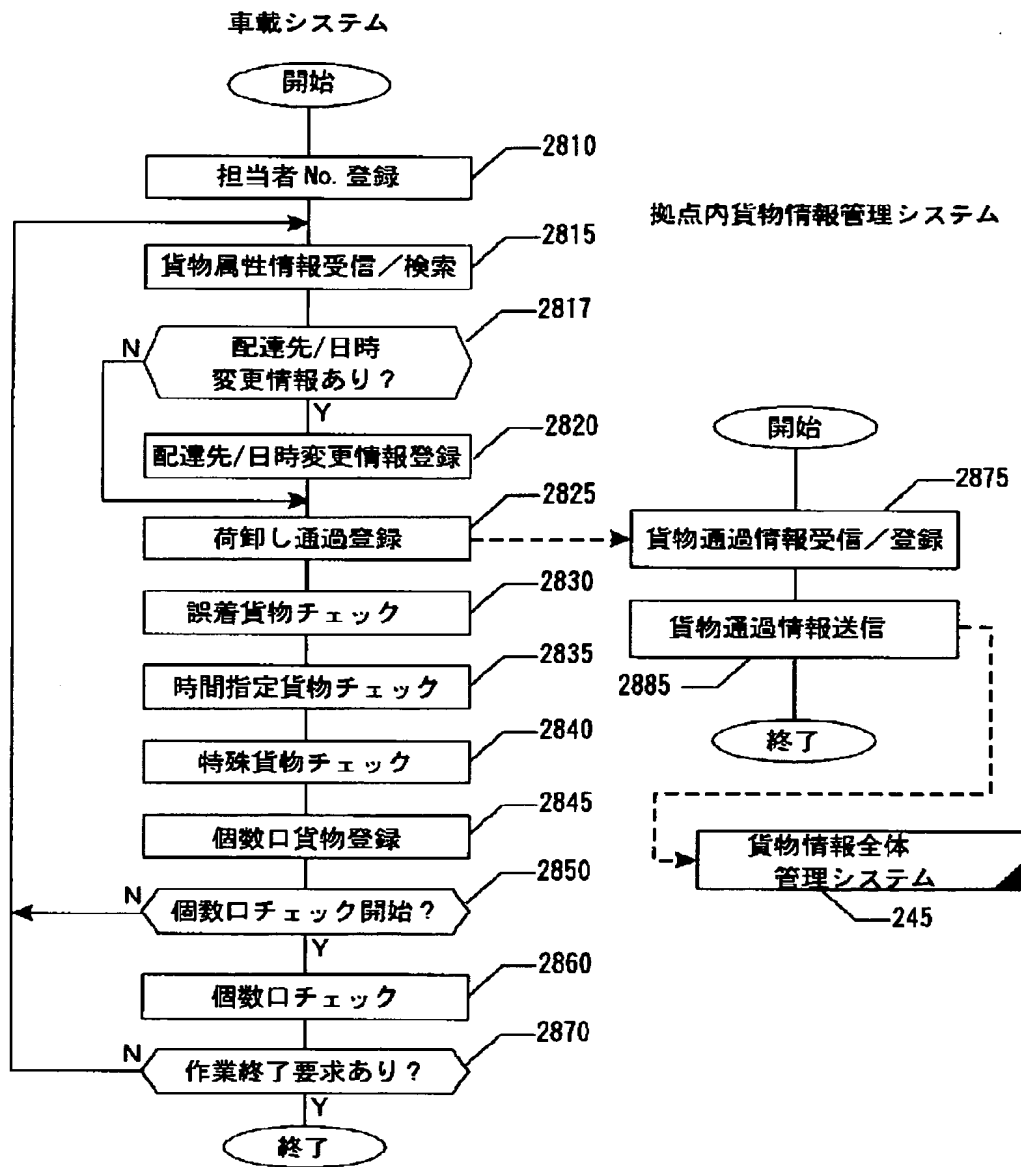 車載システム
開始
2810
担当者 No. 登録
拠点内貨物情報管理システム
2815
貨物属性情報受信／検索
2817
N
配達先/日時
変更情報あり？
Y
2820
配達先/日時変更情報登録
2825
荷卸し通過登録
2830
誤着貨物チェック
2835
時間指定貨物チェック
2840
特殊貨物チェック
2845
個数口貨物登録
2850
N
個数口チェック開始？
Y
2860
個数口チェック
2870
N
作業終了要求あり？
Y
終了
開始
2875
貨物通過情報受信／登録
貨物通過情報送信
2885
終了
貨物情報全体
管理システム
245